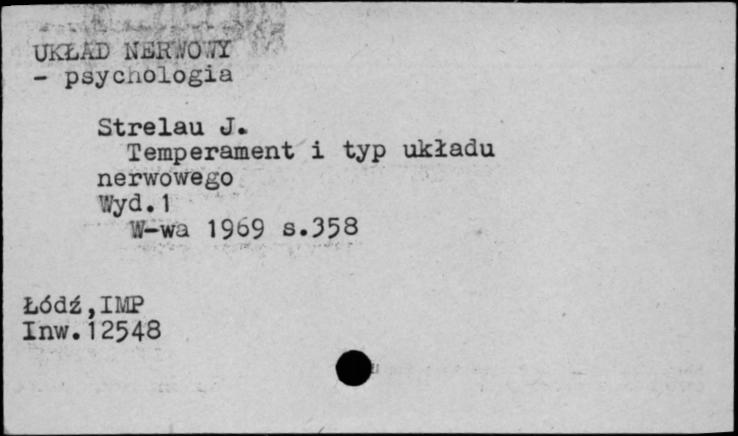 UKŁAD NERWOWY
- psychologia
Strelau J.
Temperament i typ układu
nerwowego
Wyd.1
W-wa 1969 s.358
Łódź,IMP
Inw.12548